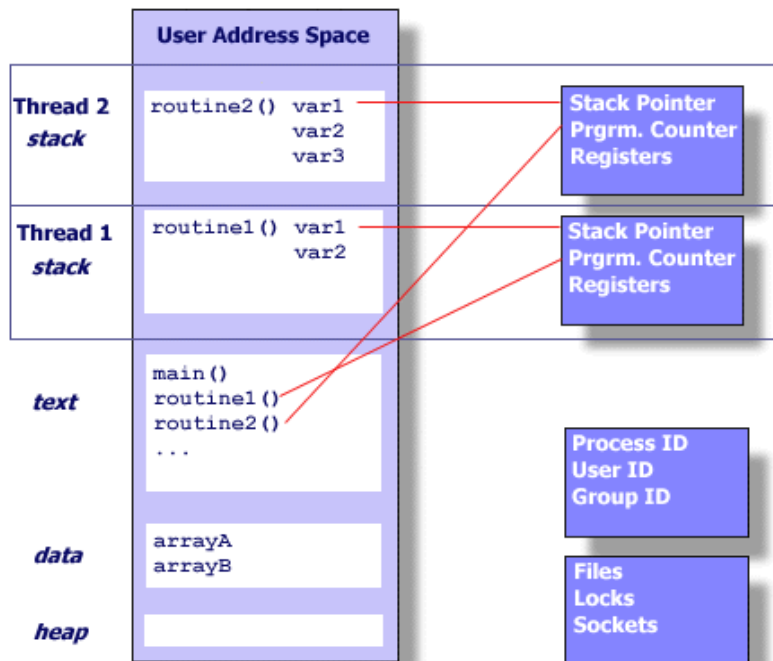 User Address Space
Thread 2
stack
routine2() var1
var2
var3
Stack Pointer
Prgrm. Counter
Registers
Thread 1
stack
routine1() var1
var2
Stack Pointer
Prgrm. Counter
Registers
text
main()
routine1()
routine2()
...
Process ID
User ID
Group ID
data
arrayA
arrayB
Files
Locks
Sockets
heap